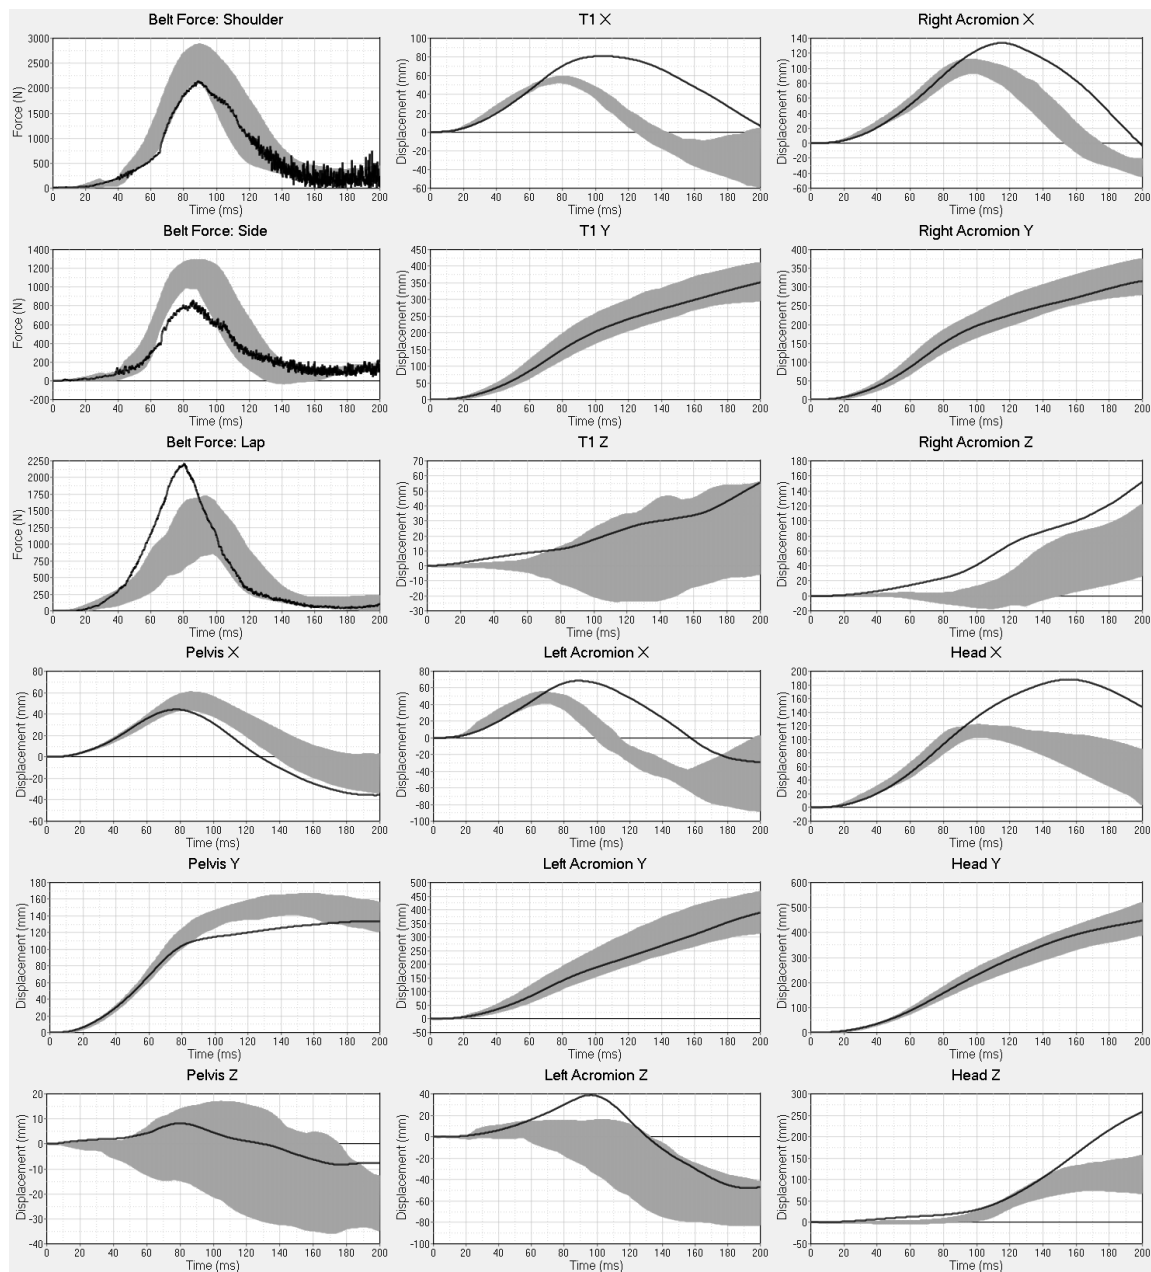 Belt Force: Shoulder
Force (N)
3000
2500
2000
1500
1000
500
0
0 20 40 60 80 100 120 140 160 180 200
Time (ms)
T1 X
Displacement (mm)
100
80
60
40
20
0
-20
-40
-60
0 20 40 60 80 100 120 140 160 180 200
Time (ms)
Right Acromion X
Displacement (mm)
140
120
100
80
60
40
20
0
-20
-40
-60
0 20 40 60 80 100 120 140 160 180 200
Time (ms)
Belt Force: Side
Force (N)
1400
1200
1000
800
600
400
200
0
-200
0 20 40 60 80 100 120 140 160 180 200
Time (ms)
T1 Y
Displacement (mm)
450
400
350
300
250
200
150
100
50
0
0 20 40 60 80 100 120 140 160 180 200
Time (ms)
Right Acromion Y
Displacement (mm)
400
350
300
250
200
150
100
50
0
0 20 40 60 80 100 120 140 160 180 200
Time (ms)
Belt Force: Lap
Force (N)
2250
2000
1750
1500
1250
1000
750
500
250
0
0 20 40 60 80 100 120 140 160 180 200
Time (ms)
T1 Z
Displacement (mm)
70
60
50
40
30
20
10
0
-10
-20
-30
0 20 40 60 80 100 120 140 160 180 200
Time (ms)
Right Acromion Z
Displacement (mm)
180
160
140
120
100
80
60
40
20
0
-20
0 20 40 60 80 100 120 140 160 180 200
Time (ms)
Pelvis X
Displacement (mm)
80
60
40
20
0
-20
-40
-60
0 20 40 60 80 100 120 140 160 180 200
Time (ms)
Left Acromion X
Displacement (mm)
80
60
40
20
0
-20
-40
-60
-80
-100
0 20 40 60 80 100 120 140 160 180 200
Time (ms)
Head X
Displacement (mm)
200
180
160
140
120
100
80
60
40
20
0
-20
0 20 40 60 80 100 120 140 160 180 200
Time (ms)
Pelvis Y
Displacement (mm)
180
160
140
120
100
80
60
40
20
0
0 20 40 60 80 100 120 140 160 180 200
Time (ms)
Left Acromion Y
Displacement (mm)
500
450
400
350
300
250
200
150
100
50
0
-50
0 20 40 60 80 100 120 140 160 180 200
Time (ms)
Head Y
Displacement (mm)
600
500
400
300
200
100
0
0 20 40 60 80 100 120 140 160 180 200
Time (ms)
Pelvis Z
Displacement (mm)
20
10
0
-10
-20
-30
-40
0 20 40 60 80 100 120 140 160 180 200
Time (ms)
Left Acromion Z
Displacement (mm)
40
20
0
-20
-40
-60
-80
-100
0 20 40 60 80 100 120 140 160 180 200
Time (ms)
Head Z
Displacement (mm)
300
250
200
150
100
50
0
-50
0 20 40 60 80 100 120 140 160 180 200
Time (ms)